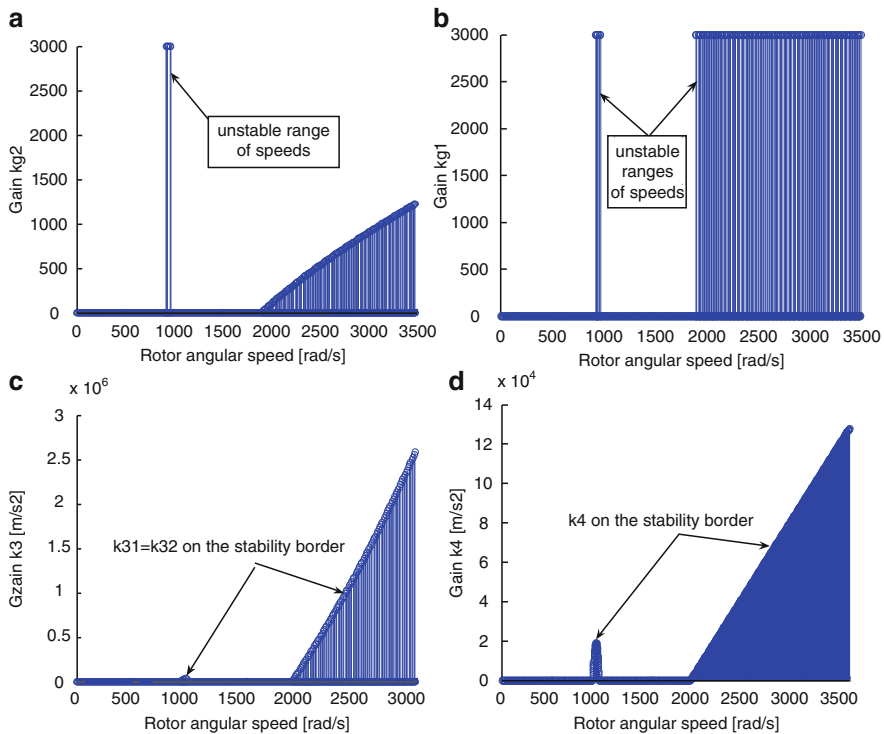 a
3000
2500
2000
1500
1000
500
0
Gain kg2
unstable range
of speeds
0 500 1000 1500 2000 2500 3000 3500
Rotor angular speed [rad/s]
b
3000
2500
2000
1500
1000
500
0
Gain kg1
unstable
ranges
of speeds
0 500 1000 1500 2000 2500 3000 3500
Rotor angular speed [rad/s]
c
x 10^6
3
2.5
2
1.5
1
0.5
0
Gzain k3 [m/s2]
k31=k32 on the stability border
0 500 1000 1500 2000 2500 3000
Rotor angular speed [rad/s]
d
x 10^4
14
12
10
8
6
4
2
0
Gain k4 [m/s2]
k4 on the stability border
0 500 1000 1500 2000 2500 3000 3500
Rotor angular speed [rad/s]